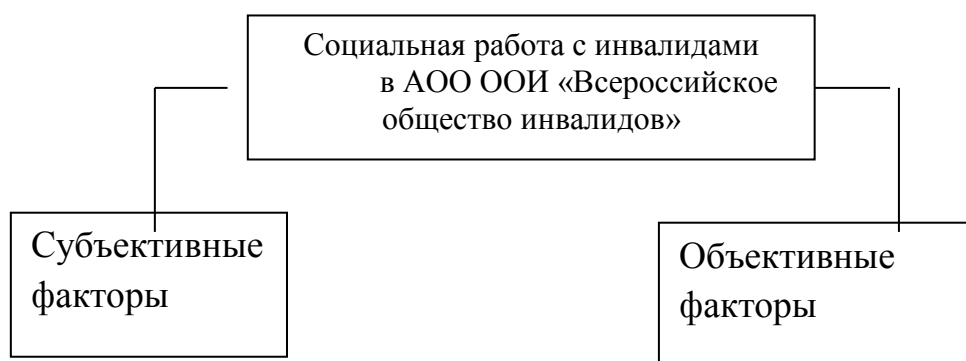 Социальная работа с инвалидами
в АОО ООИ «Всероссийское
общество инвалидов»
Субъективные
факторы
Объективные
факторы